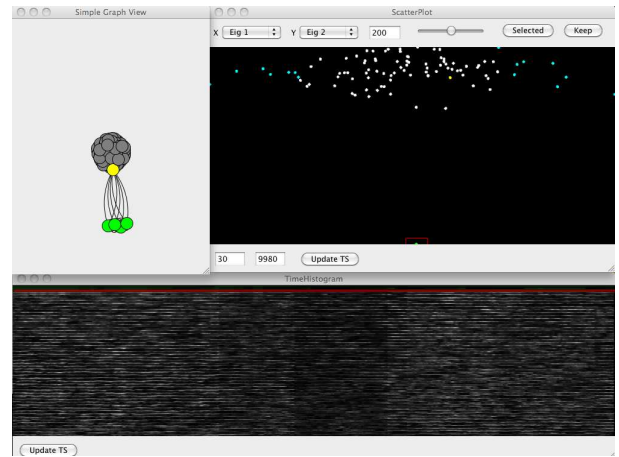 Simple Graph View
ScatterPlot
X Eig 1 Y Eig 2 200 Selected Keep
30 9980 Update TS
TimeHistogram
Update TS